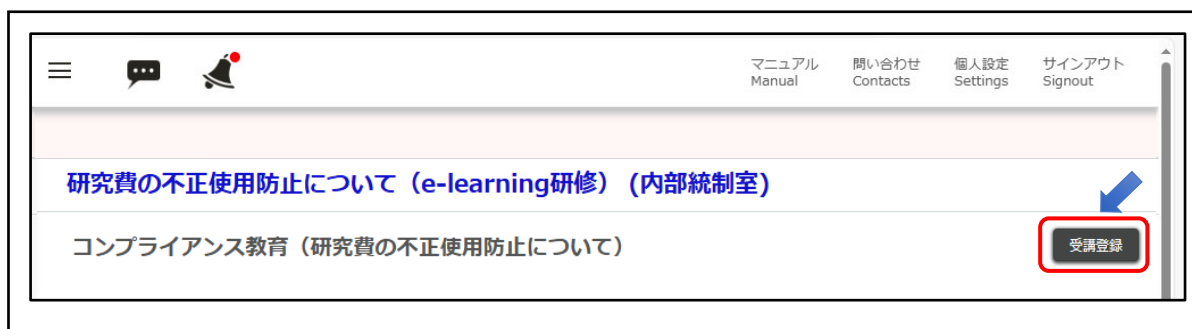 マニュアル 問い合わせ 個人設定 サインアウト
Manual Contacts Settings Signout
研究費の不正使用防止について（e-learning研修） (内部統制室)
コンプライアンス教育（研究費の不正使用防止について）
受講登録